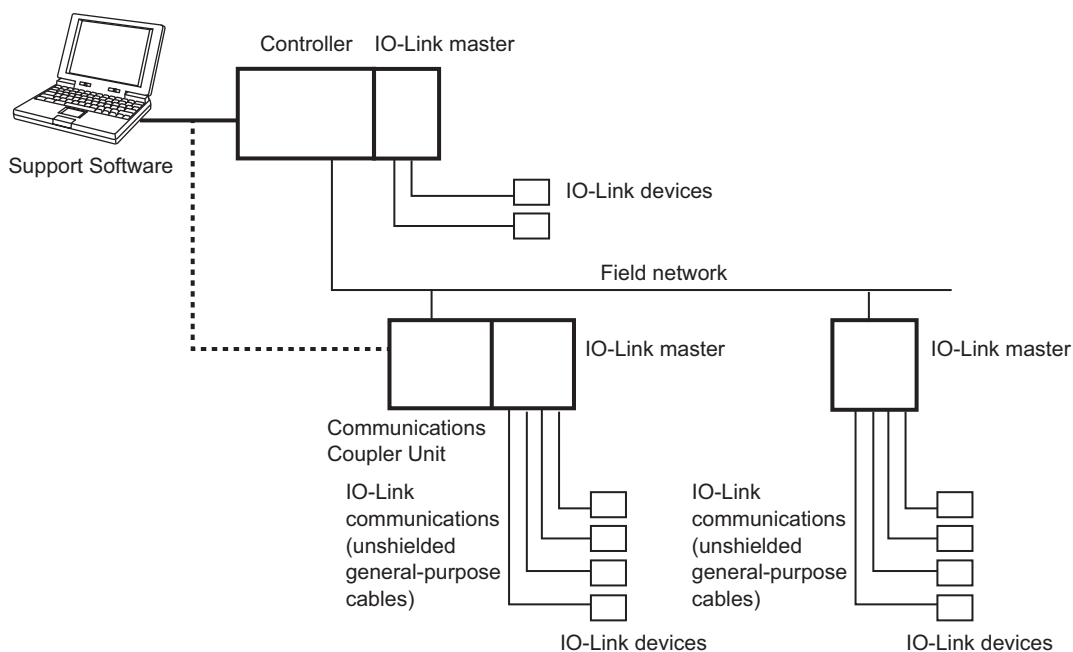 Controller
IO-Link master
Support Software
IO-Link devices
Field network
IO-Link master
IO-Link master
Communications
Coupler Unit
IO-Link
communications
(unshielded
general-purpose
cables)
IO-Link devices
IO-Link
communications
(unshielded
general-purpose
cables)
IO-Link devices